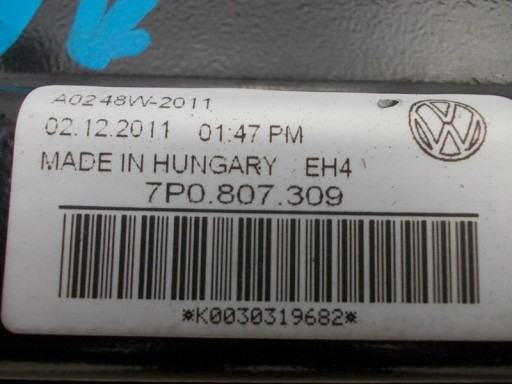 A0248W-2011
02.12.2011 01:47 PM
MADE IN HUNGARY EH4
7P0.807.309
*K0030319682*